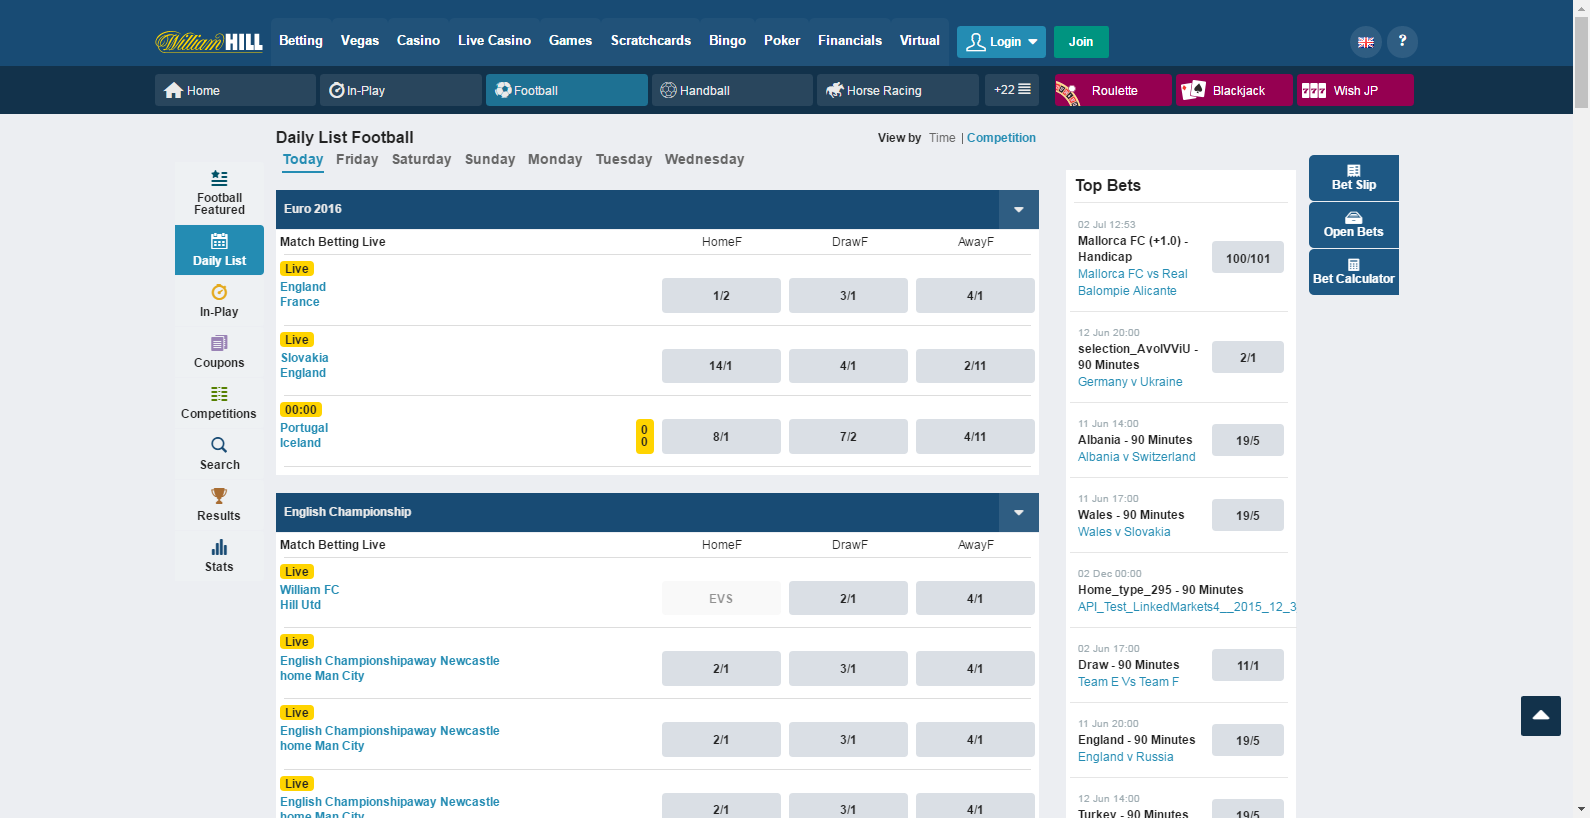 William HILL Betting Vegas Casino Live Casino Games Scratchcards Bingo Poker Financials Virtual Login Join ?
Home In-Play Football Handball Horse Racing +22 Roulette Blackjack 777 Wish JP
Daily List Football
View by Time | Competition
Today Friday Saturday Sunday Monday Tuesday Wednesday
Football
Featured
Daily List
In-Play
Coupons
Competitions
Search
Results
Stats
Euro 2016
Match Betting Live HomeF DrawF AwayF
Live
England
France
1/2 3/1 4/1
Live
Slovakia
England
14/1 4/1 2/11
00:00
Portugal
Iceland
0
0
8/1 7/2 4/11
English Championship
Match Betting Live HomeF DrawF AwayF
Live
William FC
Hill Utd
EVS 2/1 4/1
Live
English Championshipaway Newcastle
home Man City
2/1 3/1 4/1
Live
English Championshipaway Newcastle
home Man City
2/1 3/1 4/1
Live
English Championshipaway Newcastle
home Man City
2/1 3/1 4/1
Top Bets
02 Jul 12:53
Mallorca FC (+1.0) -
Handicap
Mallorca FC vs Real
Balompie Alicante
100/101
12 Jun 20:00
selection_AvolVViU -
90 Minutes
Germany v Ukraine
2/1
11 Jun 14:00
Albania - 90 Minutes
Albania v Switzerland
19/5
11 Jun 17:00
Wales - 90 Minutes
Wales v Slovakia
19/5
02 Dec 00:00
Home_type_295 - 90 Minutes
API_Test_LinkedMarkets4__2015_12_3
02 Jun 17:00
Draw - 90 Minutes
Team E Vs Team F
11/1
11 Jun 20:00
England - 90 Minutes
England v Russia
19/5
12 Jun 14:00
Turkey - 90 Minutes
19/5
Bet Slip
Open Bets
Bet Calculator